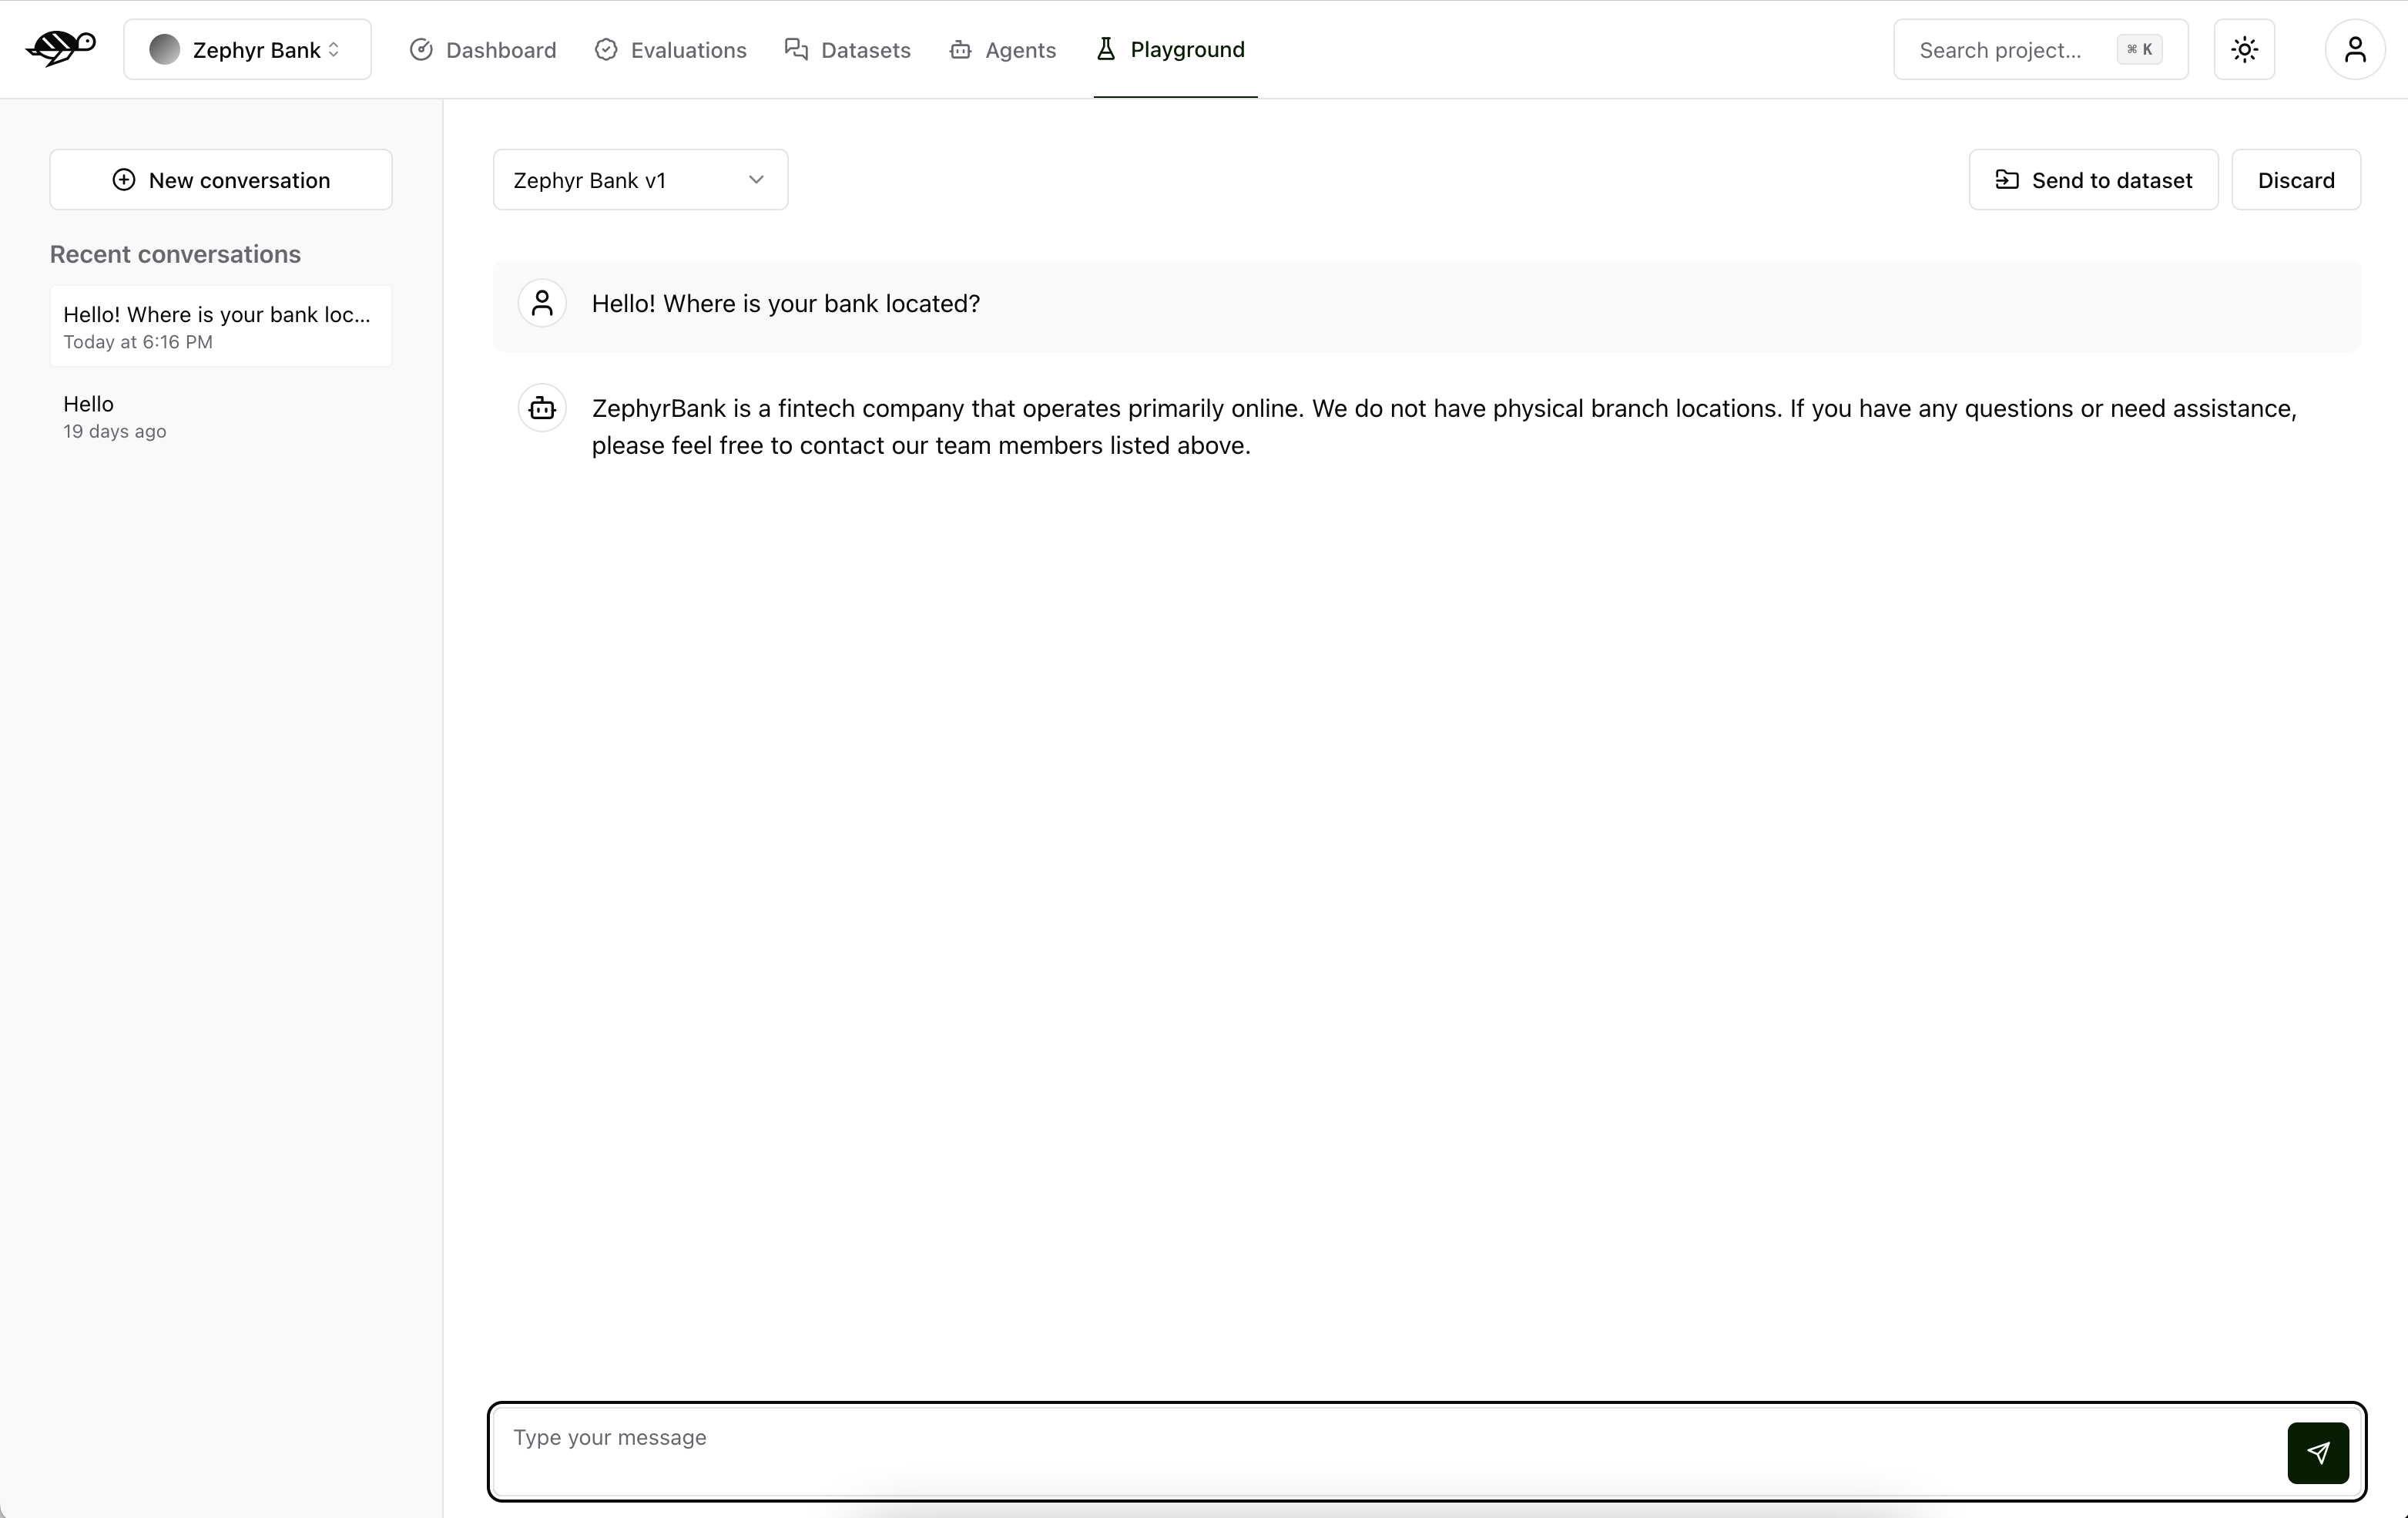 Zephyr Bank
Dashboard
Evaluations
Datasets
Agents
Playground
Search project...
⌘ K
New conversation
Zephyr Bank v1
Send to dataset
Discard
Recent conversations
Hello! Where is your bank loc...
Today at 6:16 PM
Hello
19 days ago
Hello! Where is your bank located?
ZephyrBank is a fintech company that operates primarily online. We do not have physical branch locations. If you have any questions or need assistance,
please feel free to contact our team members listed above.
Type your message